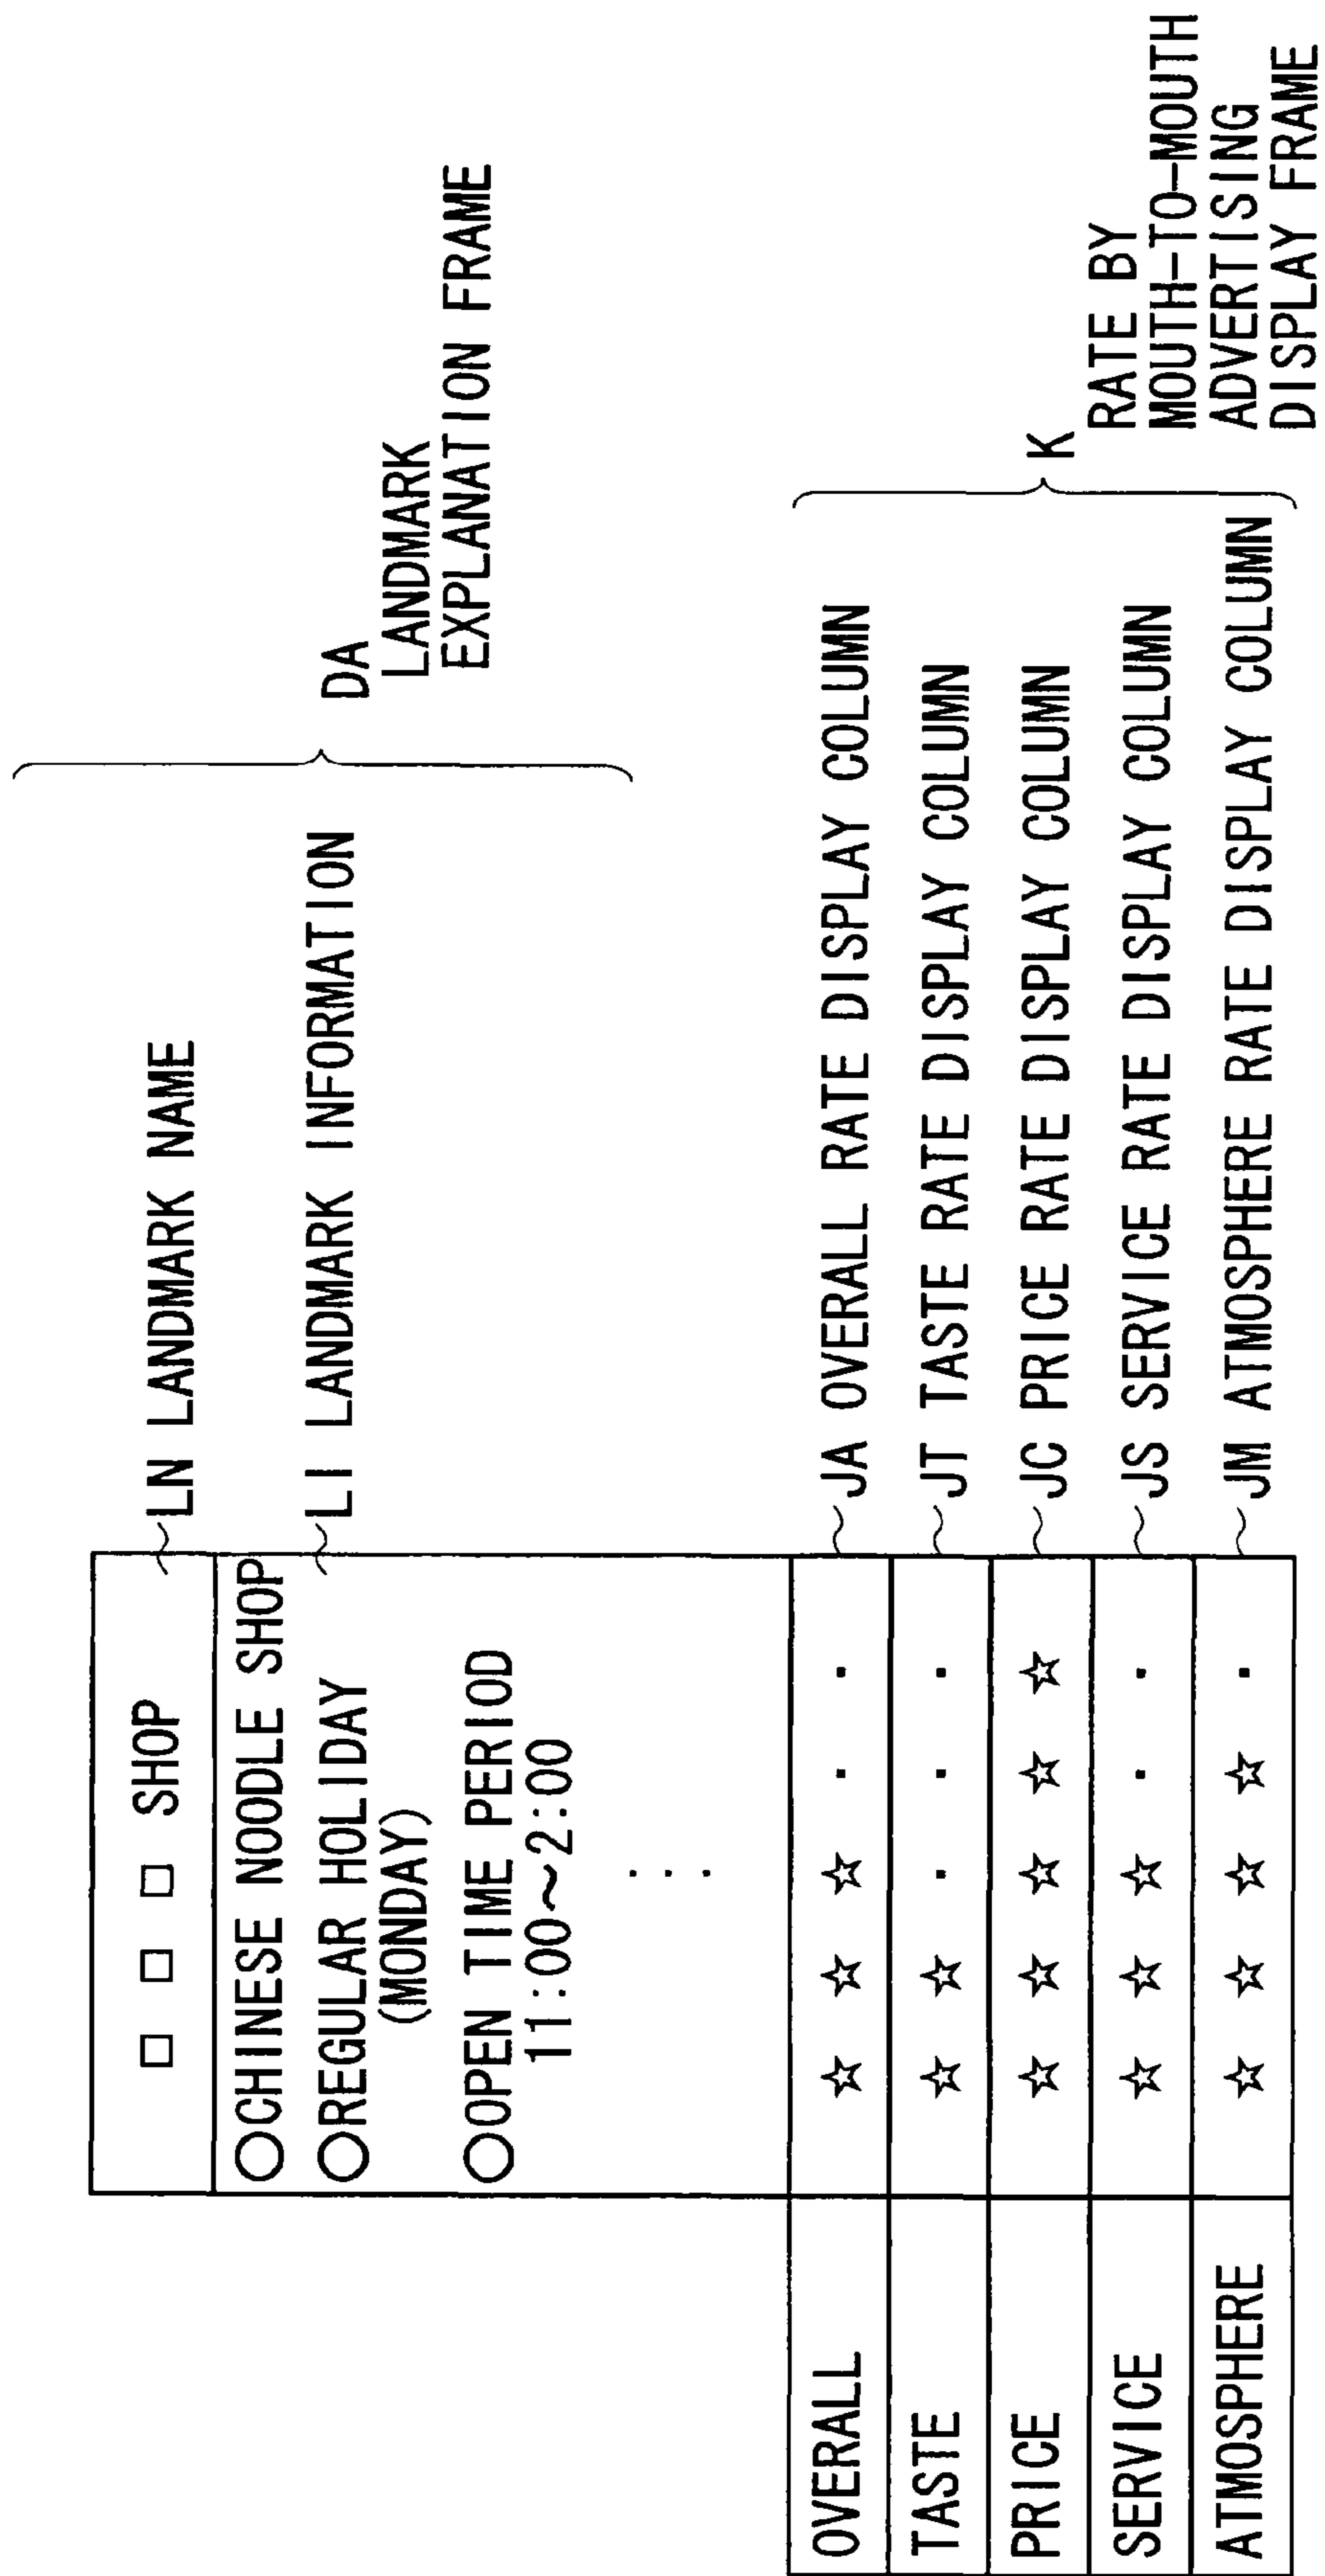 □ □ □ SHOP
LN LANDMARK NAME
○CHINESE NOODLE SHOP
○REGULAR HOLIDAY
(MONDAY)
○OPEN TIME PERIOD
11:00~2:00
. . .
LI LANDMARK INFORMATION
DA
LANDMARK
EXPLANATION FRAME
OVERALL ☆ ☆ ☆ . .
JA OVERALL RATE DISPLAY COLUMN
TASTE ☆ ☆ . . .
JT TASTE RATE DISPLAY COLUMN
PRICE ☆ ☆ ☆ ☆ ☆
JC PRICE RATE DISPLAY COLUMN
SERVICE ☆ ☆ ☆ . .
JS SERVICE RATE DISPLAY COLUMN
ATMOSPHERE ☆ ☆ ☆ ☆ .
JM ATMOSPHERE RATE DISPLAY COLUMN
K
RATE BY
MOUTH-TO-MOUTH
ADVERTISING
DISPLAY FRAME